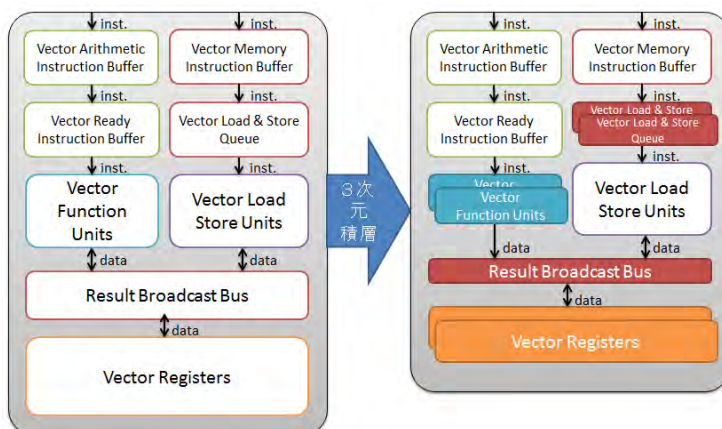 inst.
inst.
Vector Arithmetic
Instruction Buffer
Vector Memory
Instruction Buffer
inst.
inst.
Vector Ready
Instruction Buffer
Vector Load & Store
Queue
inst.
inst.
Vector
Function
Units
Vector Load
Store Units
data
data
Result Broadcast Bus
data
Vector Registers
3次
元
積層
inst.
inst.
Vector Arithmetic
Instruction Buffer
Vector Memory
Instruction Buffer
inst.
inst.
Vector Ready
Instruction Buffer
Vector Load & Store
Vector Load & Store
Queue
inst.
inst.
Vector
Vector
Function Units
Vector Load
Store Units
data
data
Result Broadcast Bus
data
Vector Registers